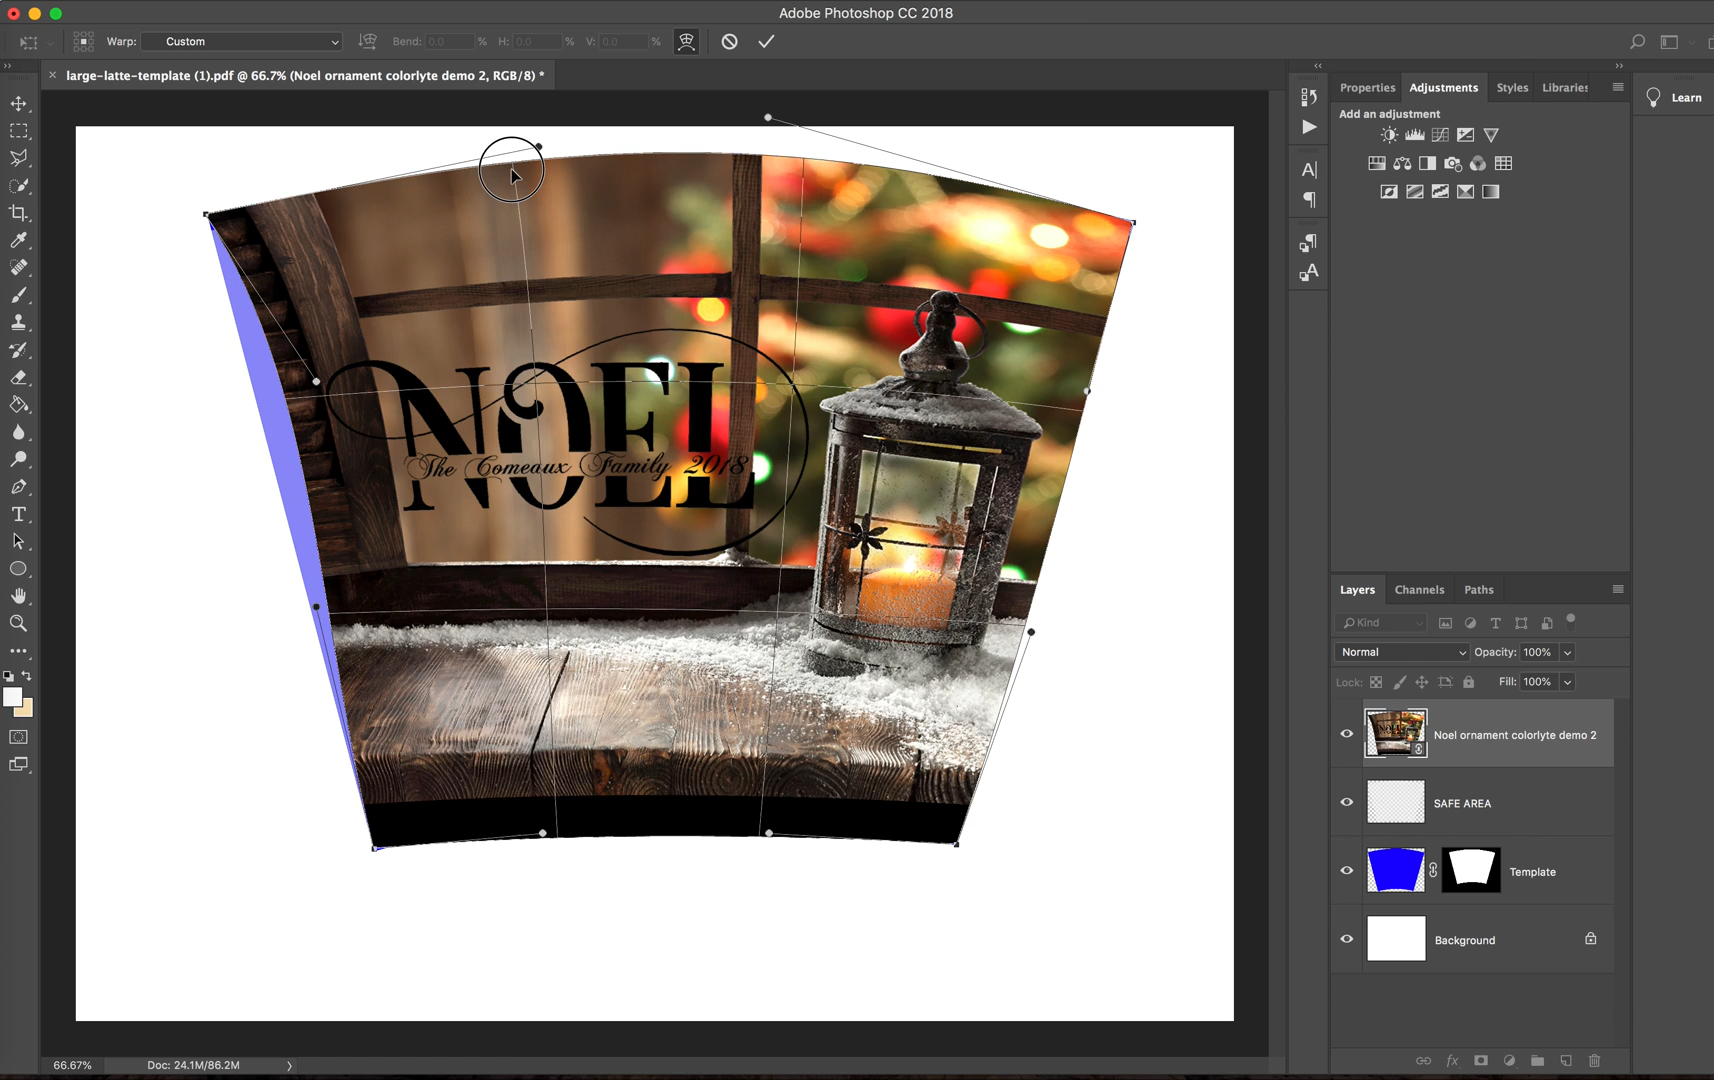 Adobe Photoshop CC 2018
Warp: Custom Bend: 0.0 % H: 0.0 % V: 0.0 %
× large-latte-template (1).pdf @ 66.7% (Noel ornament colorlyte demo 2, RGB/8) *
Properties Adjustments Styles Libraries
Learn
Add an adjustment
NOEL
The Comeaux Family 2018
Layers Channels Paths
Kind
Normal Opacity: 100%
Lock: Fill: 100%
Noel ornament colorlyte demo 2
SAFE AREA
Template
Background
66.67% Doc: 24.1M/86.2M